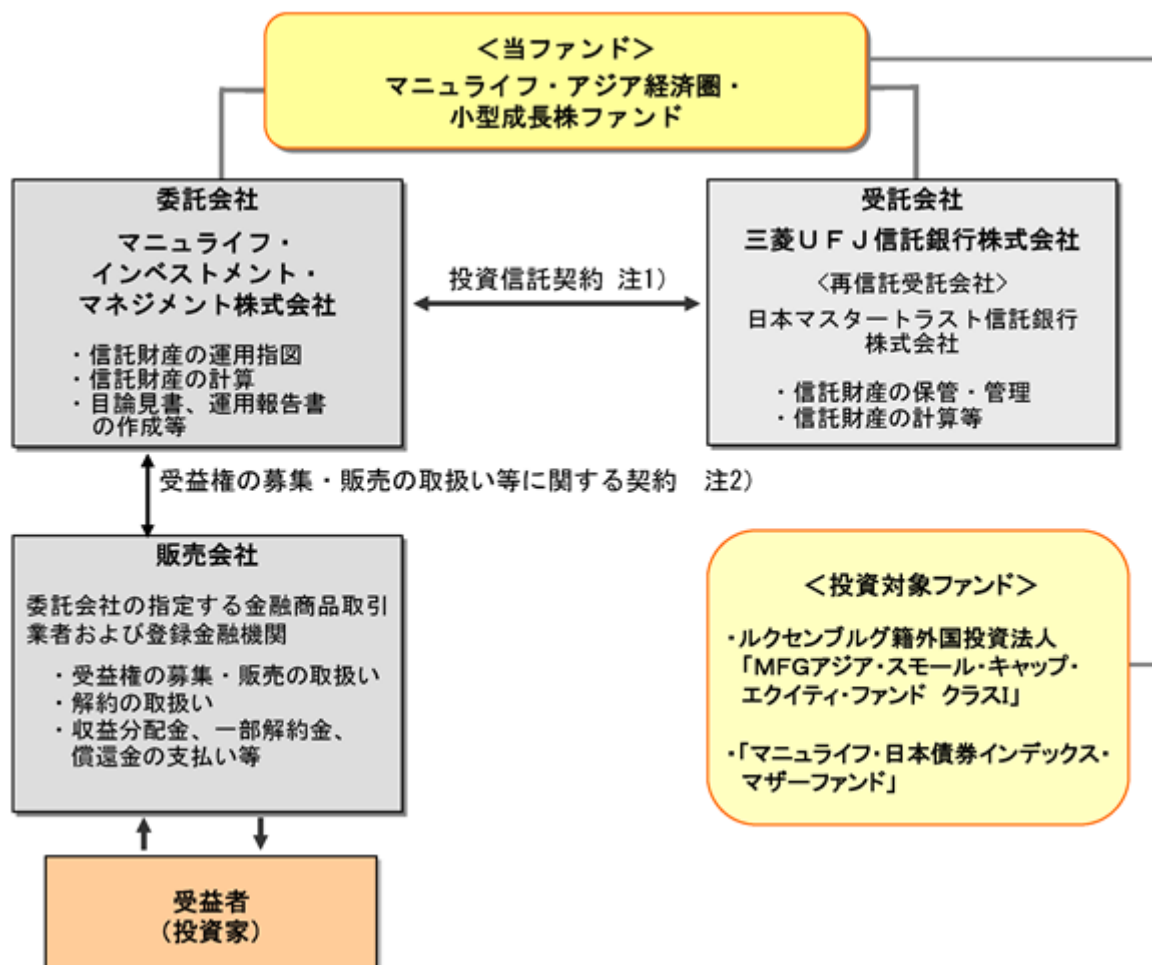 ＜当ファンド＞
マニュライフ・アジア経済圏・
小型成長株ファンド
委託会社
マニュライフ・
インベストメント・
マネジメント株式会社
・信託財産の運用指図
・信託財産の計算
・目論見書、運用報告書
の作成等
投資信託契約 注1）
受託会社
三菱ＵＦＪ信託銀行株式会社
〈再信託受託会社〉
日本マスタートラスト信託銀行
株式会社
・信託財産の保管・管理
・信託財産の計算等
受益権の募集・販売の取扱い等に関する契約　注2）
販売会社
委託会社の指定する金融商品取引
業者および登録金融機関
・受益権の募集・販売の取扱い
・解約の取扱い
・収益分配金、一部解約金、
償還金の支払い等
＜投資対象ファンド＞
・ルクセンブルグ籍外国投資法人
「MFGアジア・スモール・キャップ・
エクイティ・ファンド　クラスI」
・「マニュライフ・日本債券インデックス・
マザーファンド」
受益者
（投資家）